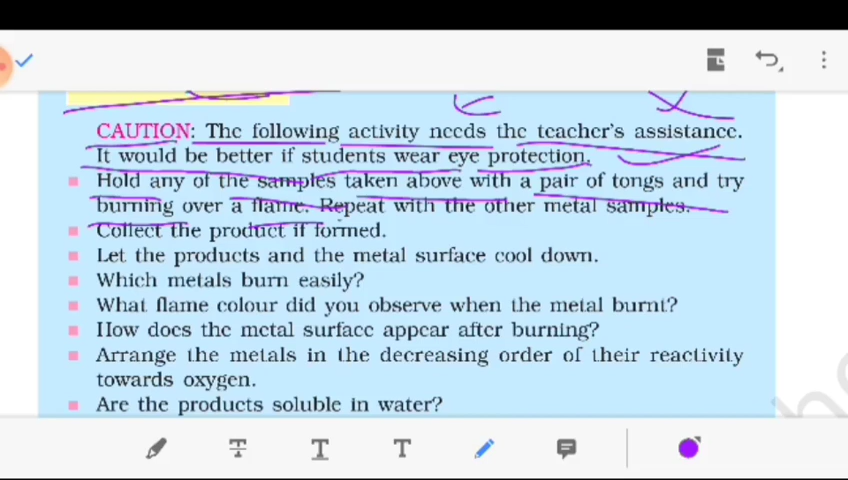 CAUTION: The following activity needs the teacher's assistance.
It would be better if students wear eye protection.
Hold any of the samples taken above with a pair of tongs and try
burning over a flame. Repeat with the other metal samples.
Collect the product if formed.
Let the products and the metal surface cool down.
Which metals burn easily?
What flame colour did you observe when the metal burnt?
How does the metal surface appear after burning?
Arrange the metals in the decreasing order of their reactivity
towards oxygen.
Are the products soluble in water?
T T T